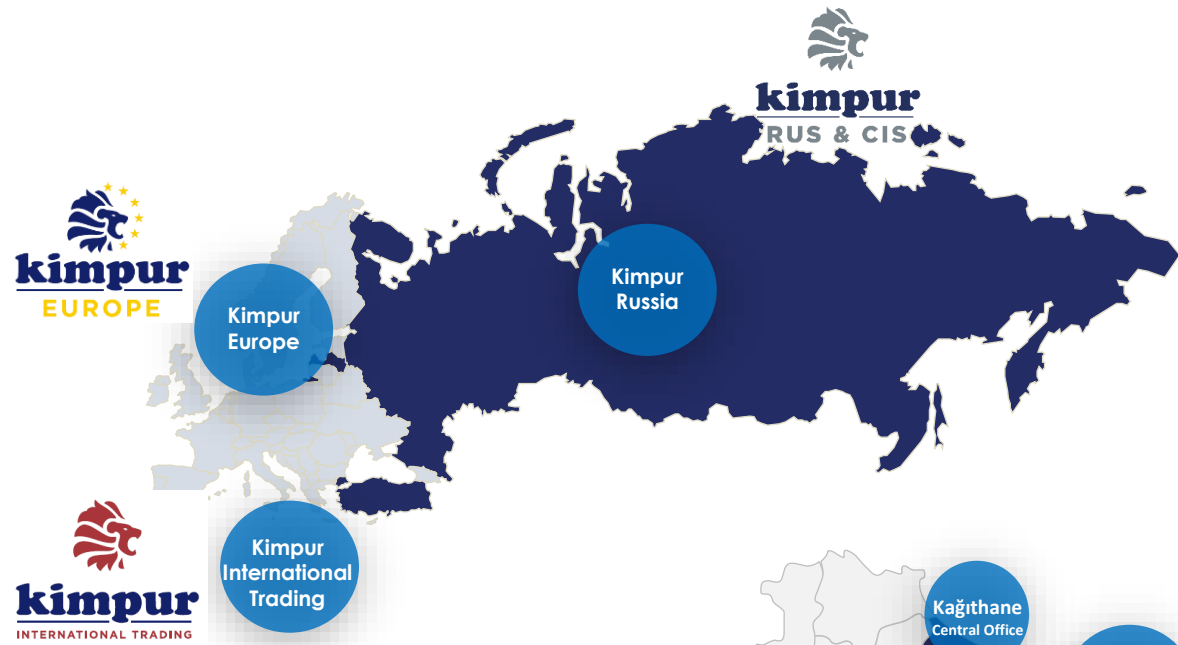 kimpur
RUS & CIS
kimpur
EUROPE
Kimpur
Europe
Kimpur
Russia
kimpur
INTERNATIONAL TRADING
Kimpur
International
Trading
Kağıthane
Central Office